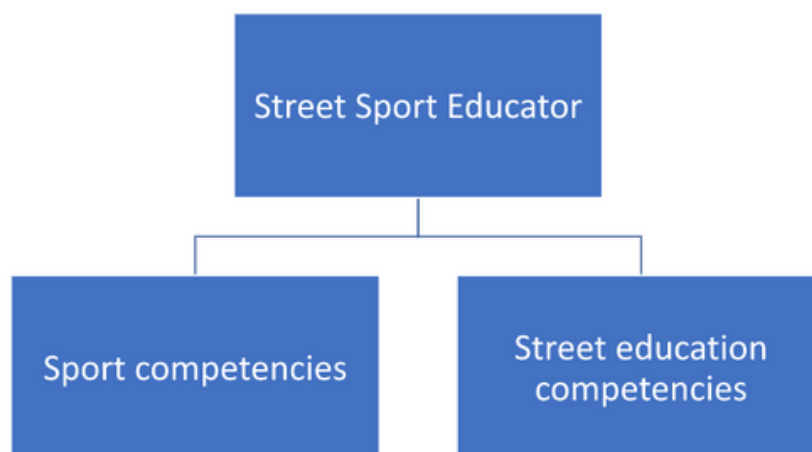 Street Sport Educator
Sport competencies
Street education
competencies